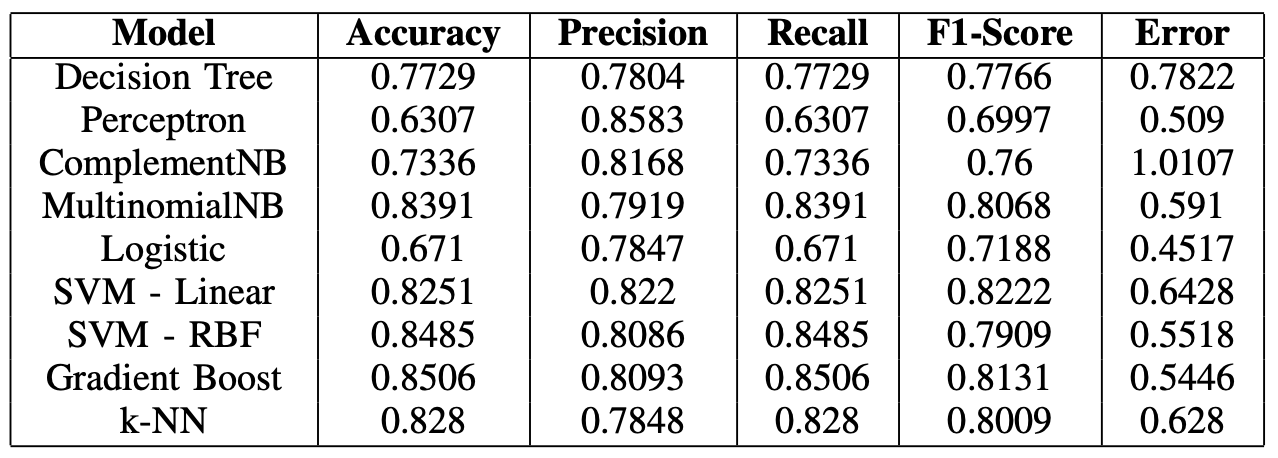 Model Accuracy Precision Recall F1-Score Error
Decision Tree 0.7729 0.7804 0.7729 0.7766 0.7822
Perceptron 0.6307 0.8583 0.6307 0.6997 0.509
ComplementNB 0.7336 0.8168 0.7336 0.76 1.0107
MultinomialNB 0.8391 0.7919 0.8391 0.8068 0.591
Logistic 0.671 0.7847 0.671 0.7188 0.4517
SVM - Linear 0.8251 0.822 0.8251 0.8222 0.6428
SVM - RBF 0.8485 0.8086 0.8485 0.7909 0.5518
Gradient Boost 0.8506 0.8093 0.8506 0.8131 0.5446
k-NN 0.828 0.7848 0.828 0.8009 0.628